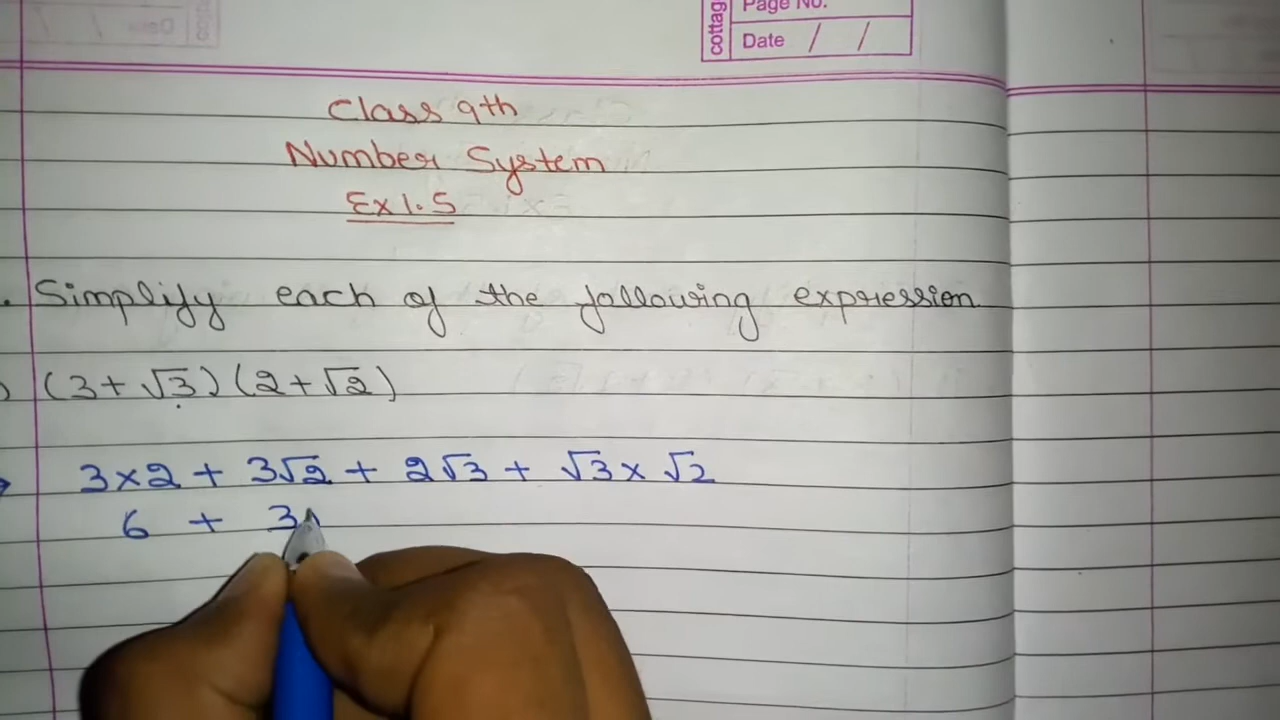 cottag
Page No.
Date / /
Class 9th
Number System
Ex 1.5
. Simplify each of the following expression.
) (3 + √3) (2 + √2)
3 × 2 + 3√2 + 2√3 + √3 × √2
6 + 3